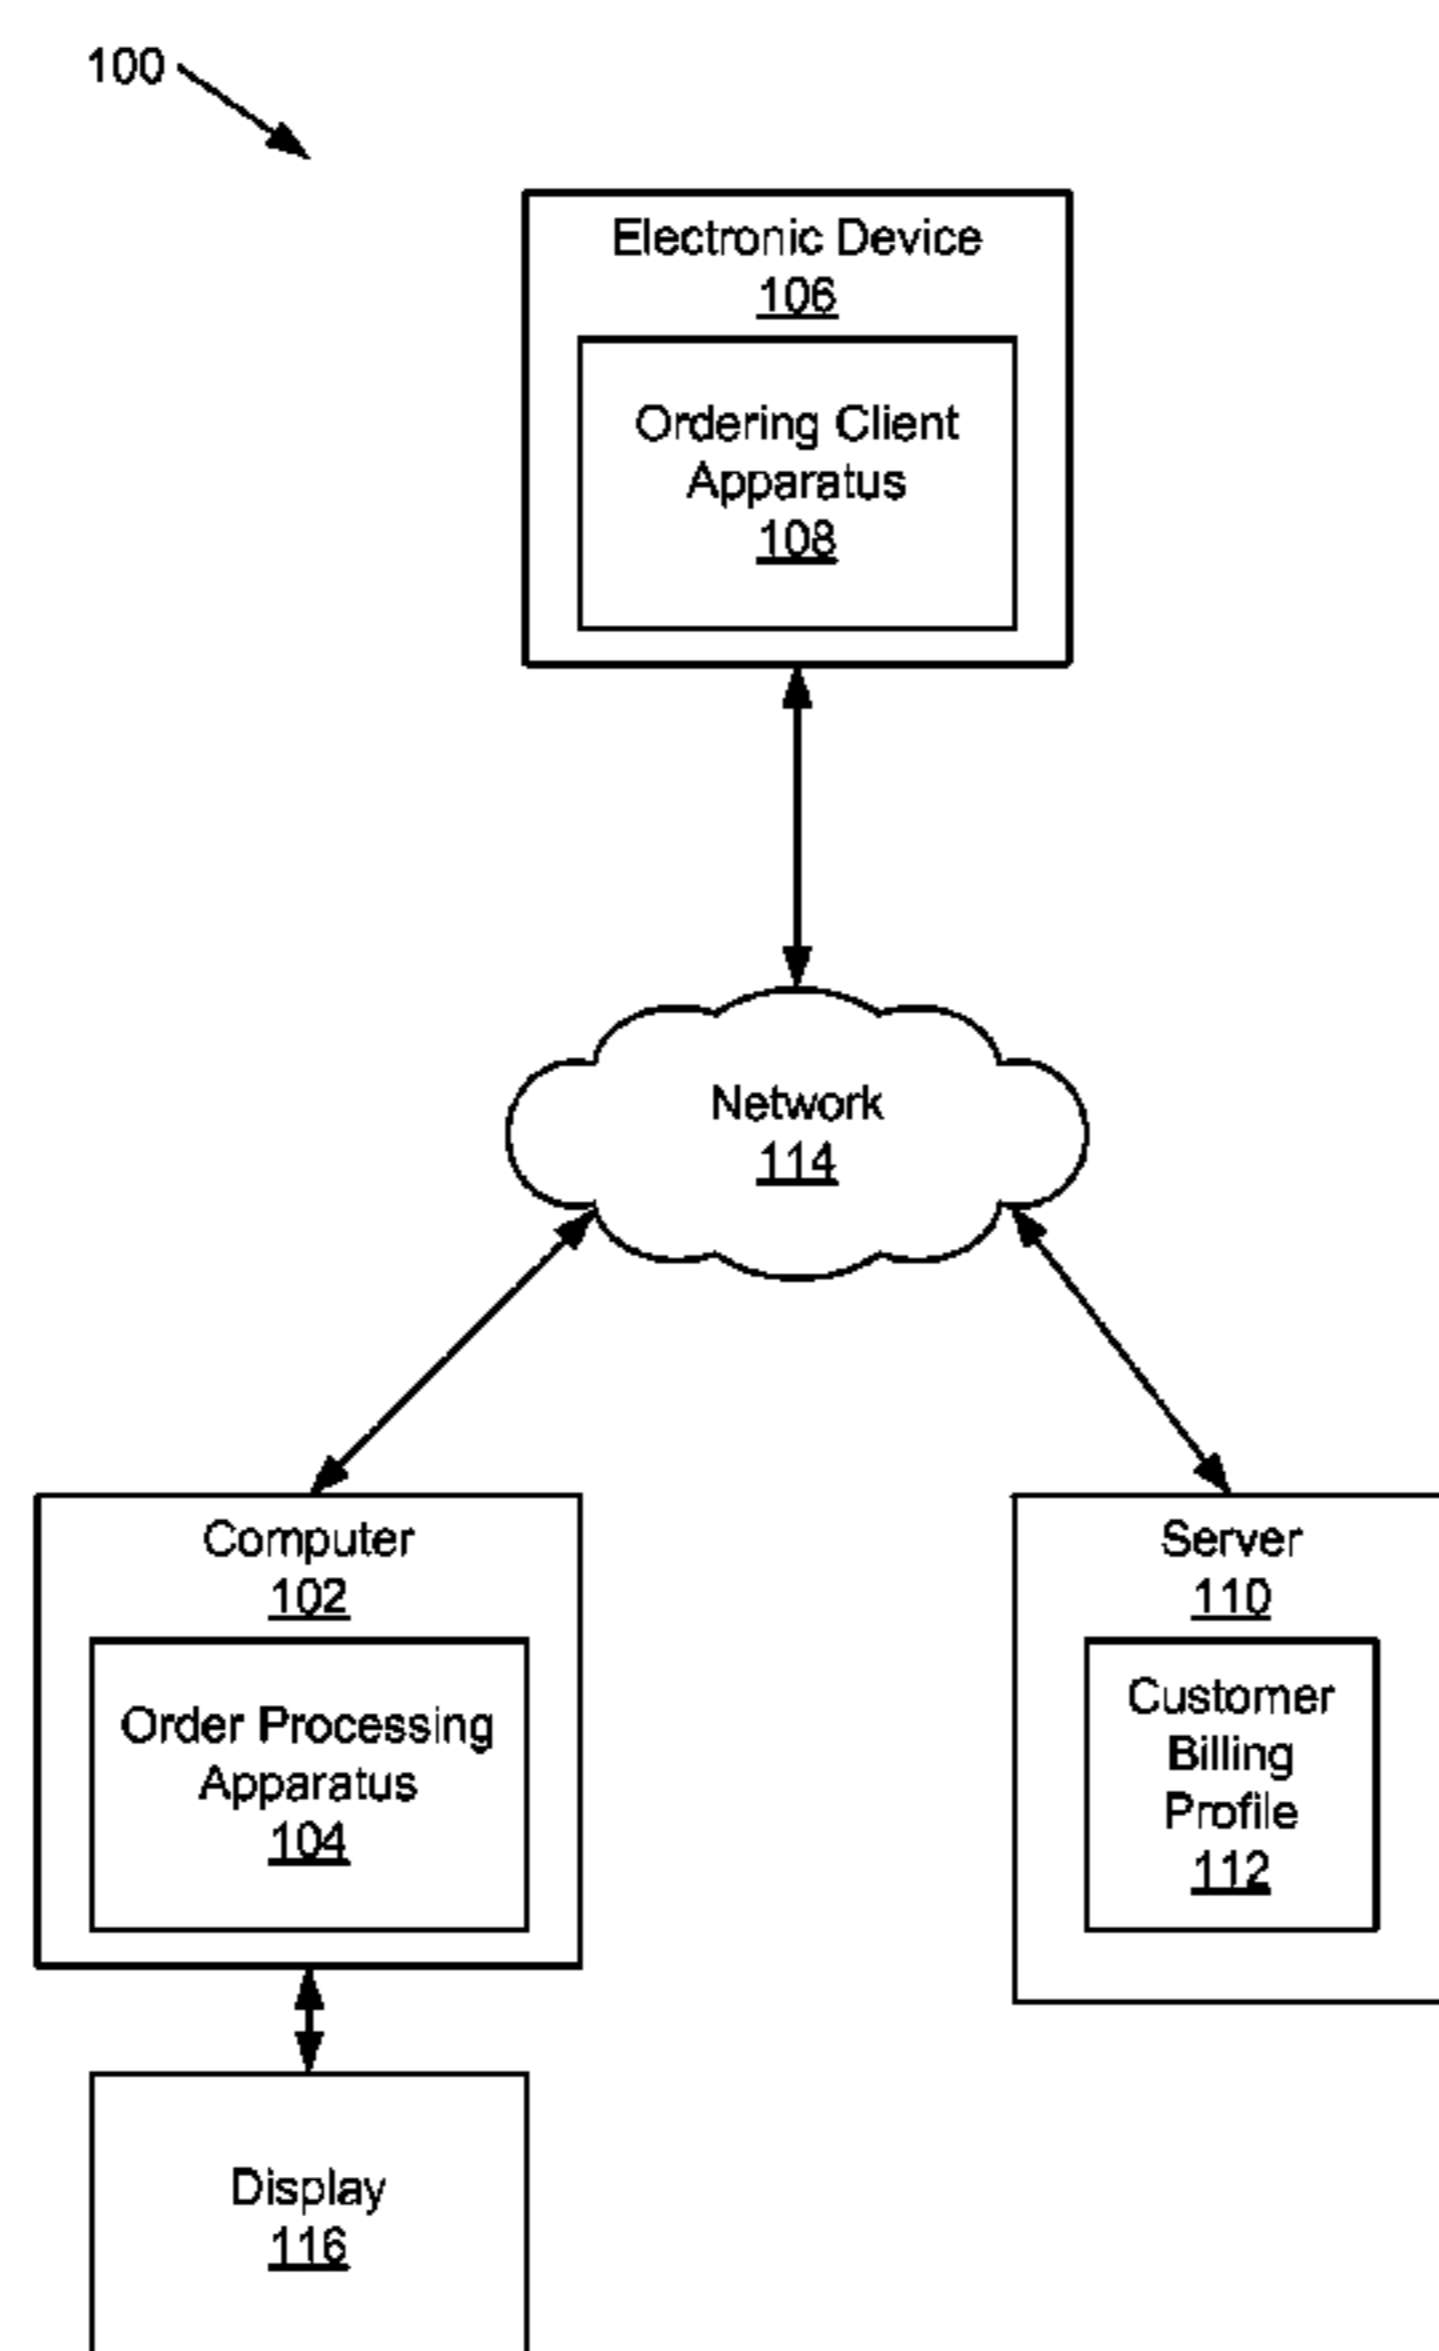 100
Electronic Device
106
Ordering Client
Apparatus
108
Network
114
Computer
102
Order Processing
Apparatus
104
Server
110
Customer
Billing
Profile
112
Display
116